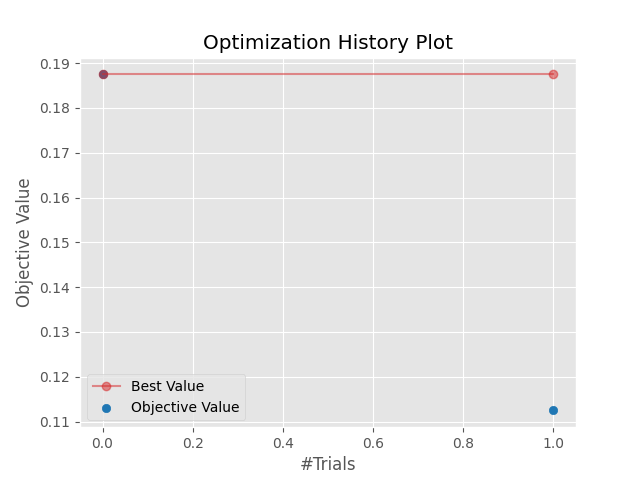 Optimization History Plot
Objective Value
0.19
0.18
0.17
0.16
0.15
0.14
0.13
0.12
0.11
Best Value
Objective Value
0.0 0.2 0.4 0.6 0.8 1.0
#Trials